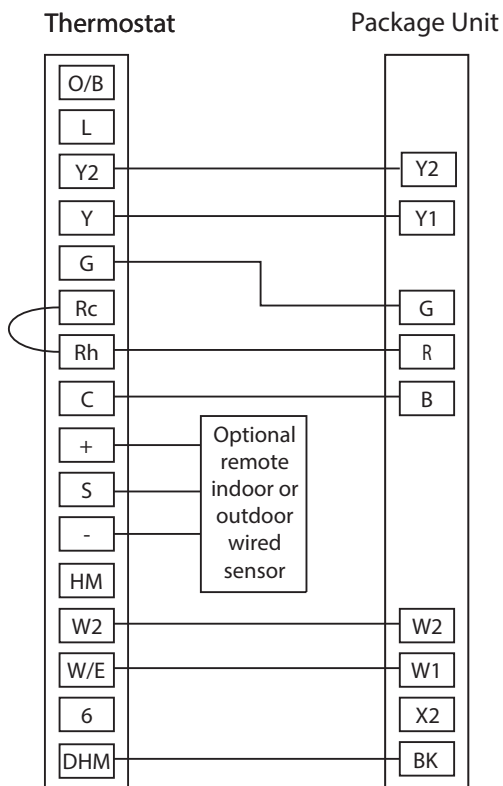 Thermostat
Package Unit
O/B
L
Y2
Y2
Y
Y1
G
Rc
G
Rh
R
C
B
+
Optional
remote
indoor or
outdoor
wired
sensor
S
-
HM
W2
W2
W/E
W1
6
X2
DHM
BK